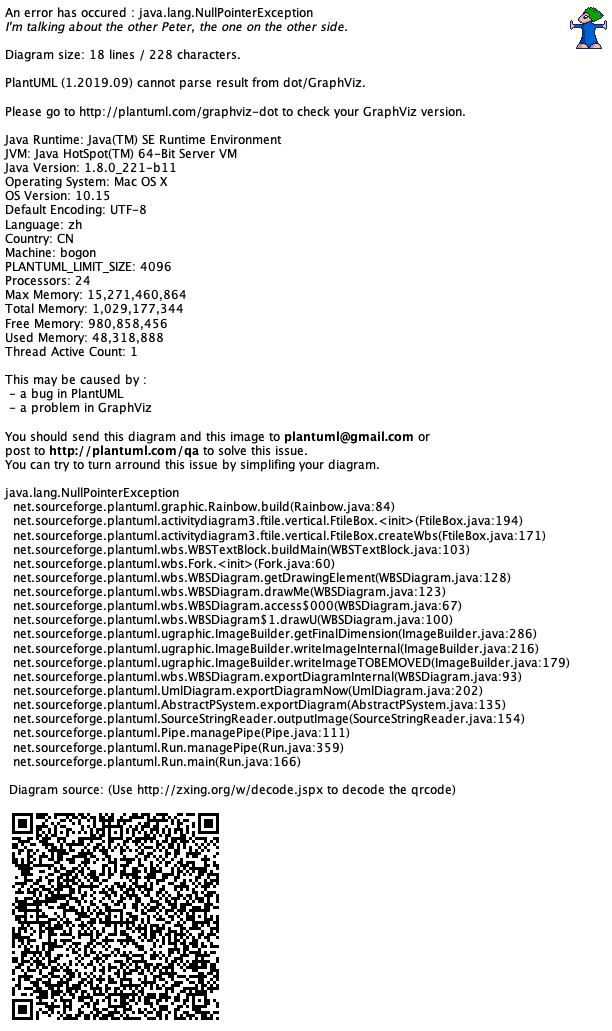 An error has occured : java.lang.NullPointerException
I'm talking about the other Peter, the one on the other side.
Diagram size: 18 lines / 228 characters.
PlantUML (1.2019.09) cannot parse result from dot/GraphViz.
Please go to http://plantuml.com/graphviz-dot to check your GraphViz version.
Java Runtime: Java(TM) SE Runtime Environment
JVM: Java HotSpot(TM) 64-Bit Server VM
Java Version: 1.8.0_221-b11
Operating System: Mac OS X
OS Version: 10.15
Default Encoding: UTF-8
Language: zh
Country: CN
Machine: bogon
PLANTUML_LIMIT_SIZE: 4096
Processors: 24
Max Memory: 15,271,460,864
Total Memory: 1,029,177,344
Free Memory: 980,858,456
Used Memory: 48,318,888
Thread Active Count: 1
This may be caused by :
- a bug in PlantUML
- a problem in GraphViz
You should send this diagram and this image to plantuml@gmail.com or
post to http://plantuml.com/qa to solve this issue.
You can try to turn arround this issue by simplifing your diagram.
java.lang.NullPointerException
net.sourceforge.plantuml.graphic.Rainbow.build(Rainbow.java:84)
net.sourceforge.plantuml.activitydiagram3.ftile.vertical.FtileBox.<init>(FtileBox.java:194)
net.sourceforge.plantuml.activitydiagram3.ftile.vertical.FtileBox.createWbs(FtileBox.java:171)
net.sourceforge.plantuml.wbs.WBSTextBlock.buildMain(WBSTextBlock.java:103)
net.sourceforge.plantuml.wbs.Fork.<init>(Fork.java:60)
net.sourceforge.plantuml.wbs.WBSDiagram.getDrawingElement(WBSDiagram.java:128)
net.sourceforge.plantuml.wbs.WBSDiagram.drawMe(WBSDiagram.java:123)
net.sourceforge.plantuml.wbs.WBSDiagram.access$000(WBSDiagram.java:67)
net.sourceforge.plantuml.wbs.WBSDiagram$1.drawU(WBSDiagram.java:100)
net.sourceforge.plantuml.ugraphic.ImageBuilder.getFinalDimension(ImageBuilder.java:286)
net.sourceforge.plantuml.ugraphic.ImageBuilder.writeImageInternal(ImageBuilder.java:216)
net.sourceforge.plantuml.ugraphic.ImageBuilder.writeImageTOBEMOVED(ImageBuilder.java:179)
net.sourceforge.plantuml.wbs.WBSDiagram.exportDiagramInternal(WBSDiagram.java:93)
net.sourceforge.plantuml.UmlDiagram.exportDiagramNow(UmlDiagram.java:202)
net.sourceforge.plantuml.AbstractPSystem.exportDiagram(AbstractPSystem.java:135)
net.sourceforge.plantuml.SourceStringReader.outputImage(SourceStringReader.java:154)
net.sourceforge.plantuml.Pipe.managePipe(Pipe.java:111)
net.sourceforge.plantuml.Run.managePipe(Run.java:359)
net.sourceforge.plantuml.Run.main(Run.java:166)
Diagram source: (Use http://zxing.org/w/decode.jspx to decode the qrcode)